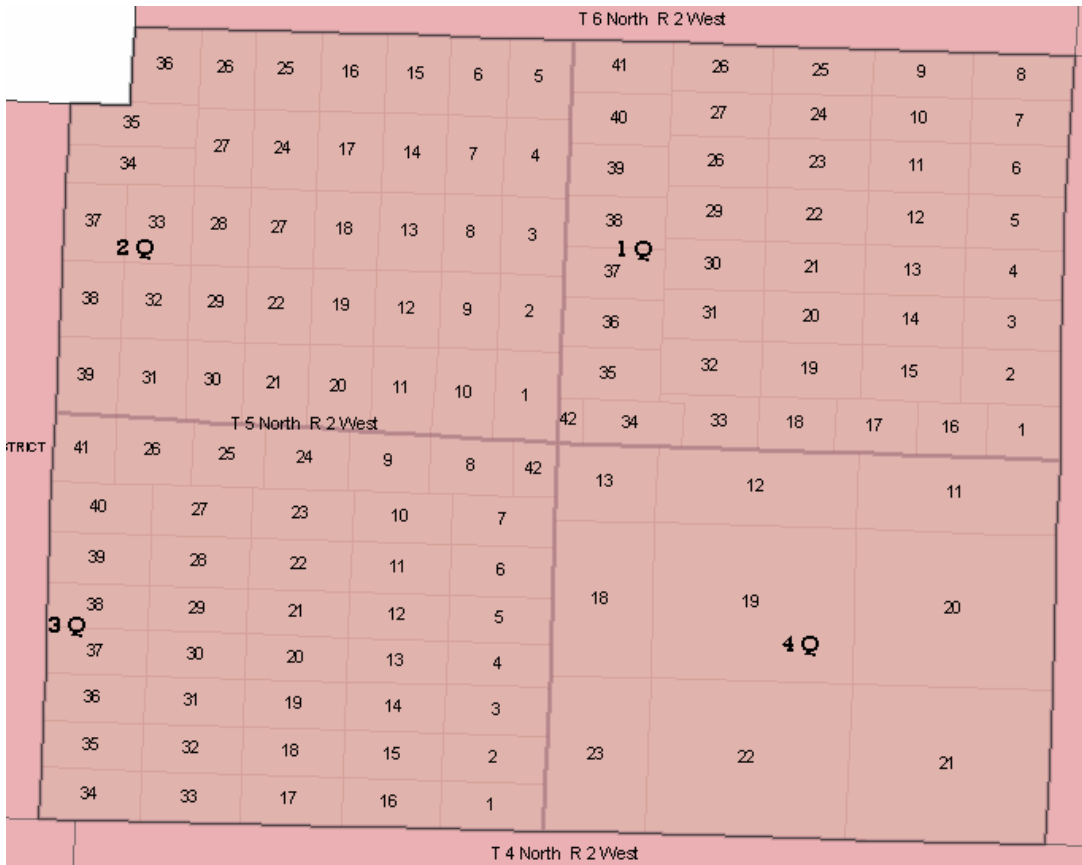 T 6 North R 2 West
36 26 25 16 15 6 5
35
27 24 17 14 7 4
34
37 33 28 27 18 13 8 3
2 Q
38 32 29 22 19 12 9 2
39 31 30 21 20 11 10 1
41 26 25 9 8
40 27 24 10 7
39 26 23 11 6
38 29 22 12 5
1 Q
37 30 21 13 4
36 31 20 14 3
35 32 19 15 2
42 34 33 18 17 16 1
T 5 North R 2 West
STRICT
41 26 25 24 9 8 42
40 27 23 10 7
39 28 22 11 6
38 29 21 12 5
3 Q
37 30 20 13 4
36 31 19 14 3
35 32 18 15 2
34 33 17 16 1
13 12 11
18 19 20
4 Q
23 22 21
T 4 North R 2 West